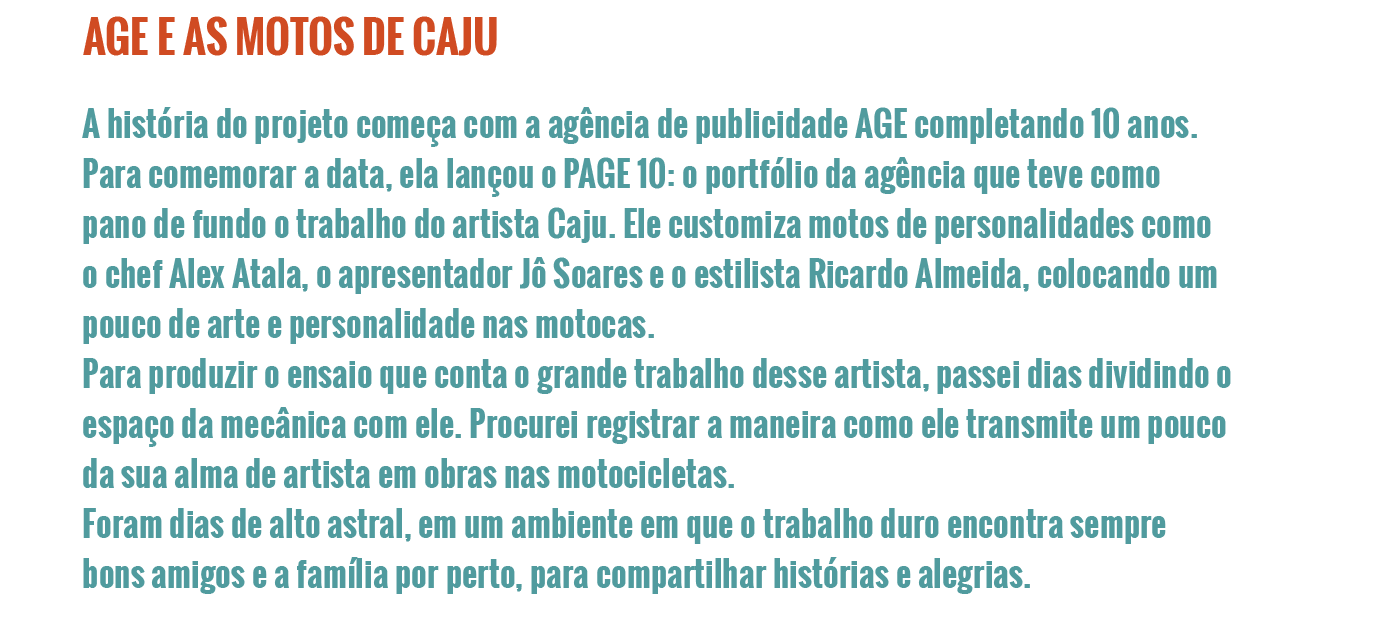 AGE E AS MOTOS DE CAJU
A história do projeto começa com a agência de publicidade AGE completando 10 anos.
Para comemorar a data, ela lançou o PAGE 10: o portfólio da agência que teve como
pano de fundo o trabalho do artista Caju. Ele customiza motos de personalidades como
o chef Alex Atala, o apresentador Jô Soares e o estilista Ricardo Almeida, colocando um
pouco de arte e personalidade nas motocas.
Para produzir o ensaio que conta o grande trabalho desse artista, passei dias dividindo o
espaço da mecânica com ele. Procurei registrar a maneira como ele transmite um pouco
da sua alma de artista em obras nas motocicletas.
Foram dias de alto astral, em um ambiente em que o trabalho duro encontra sempre
bons amigos e a família por perto, para compartilhar histórias e alegrias.